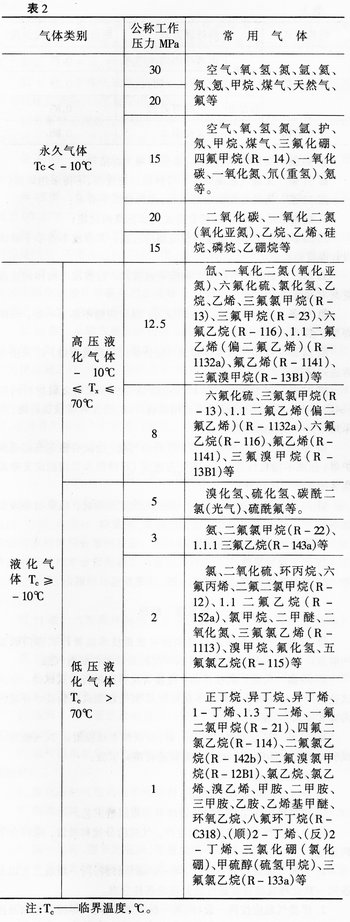 表 2
气体类别
公称工作
压力 MPa
常 用 气 体
永久气体
Tc< -10℃
30
20
空气、氧、氢、氮、氩、氦、
氖、氪、甲烷、煤气、天然气、
氟等
15
空气、氧、氢、氮、氩、护、
氖、甲烷、煤气、三氟化硼、
四氟甲烷(R-14)、一氧化
碳、一氧化氮、氘(重氢)、氪
等。
20
15
二氧化碳、一氧化二氮
(氧化亚氮)、乙烷、乙烯、硅
烷、磷烷、乙硼烷等
液化气
体 Tc≥
-10℃
高压液
化气体
- 10℃
≤ Tc ≤
70℃
12.5
氙、一氧化二氮(氧化亚
氮)、六氟化硫、氯化氢、乙
烷、乙烯、三氟氯甲烷(R-
13)、三氟甲烷(R-23)、六
氟乙烷(R-116)、1.1 二氟
乙烯(偏二氟乙烯)(R-
1132a)、氟乙烯(R-1141)、
三氟溴甲烷(R-13B1)等
8
六氟化硫、三氟氯甲烷(R
-13)、1.1 二氟乙烯(偏二
氟乙烯)(R-1132a)、六氟
乙烷(R-116)、氟乙烯(R-
1141)、三氟溴甲烷(R-
13B1)等
低压液
化气体
Tc >
70℃
5
溴化氢、硫化氢、碳酰二
氯(光气)、硫酰氟等。
3
氨、二氟氯甲烷(R-22)、
1.1.1 三氟乙烷(R-143a)等
2
氯、二氧化硫、环丙烷、六
氟丙烯、二氟二氯甲烷(R-
12)、1.1 二氟乙烷(R-
152a)、氯甲烷、二甲醚、二
氧化氮、三氟氯乙烯(R-
1113)、溴甲烷、氟化氢、五
氟氯乙烷(R-115)等
1
正丁烷、异丁烷、异丁烯、
1-丁烯、1.3 丁二烯、一氟
二氯甲烷(R-21)、四氟二
氯乙烷(R-114)、二氟氯乙
烷(R-142b)、二氟溴氯甲
烷(R-12B1)、氯乙烷、氯乙
烯、溴乙烯、甲胺、二甲胺、
三甲胺、乙胺、乙烯基甲醚、
环氧乙烷、八氟环丁烷(R-
C318)、(顺)2-丁烯、(反)2
-丁烯、三氯化硼(氯化
硼)、甲硫醇(硫氢甲烷)、三
氟氯乙烷(R-133a)等
注:Tc——临界温度,℃。